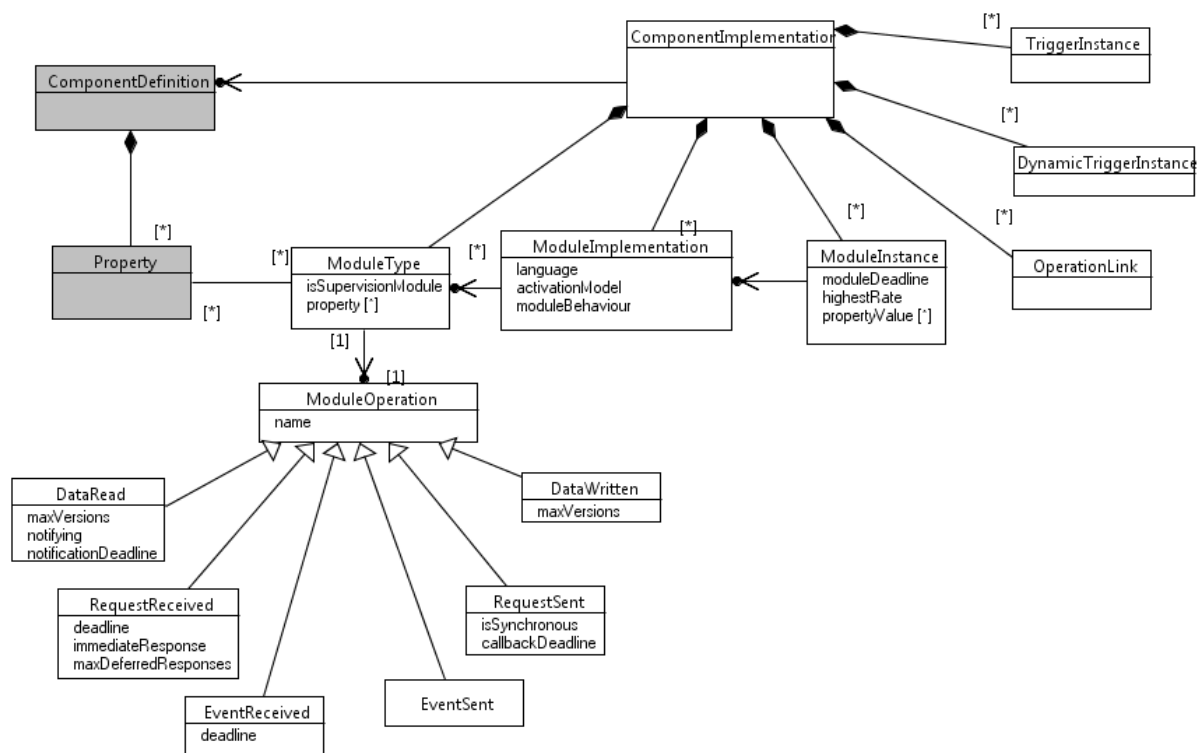 [*]
ComponentImplementation
TriggerInstance
ComponentDefinition
[*]
DynamicTriggerInstance
[*]
[*]
[*]
[*]
Property
[*]
ModuleType
isSupervisionModule
property [*]
[*]
ModuleImplementation
language
activationModel
moduleBehaviour
ModuleInstance
moduleDeadline
highestRate
propertyValue [*]
OperationLink
[*]
[*]
[1]
[1]
ModuleOperation
name
DataRead
maxVersions
notifying
notificationDeadline
DataWritten
maxVersions
RequestReceived
deadline
immediateResponse
maxDeferredResponses
RequestSent
isSynchronous
callbackDeadline
EventReceived
deadline
EventSent